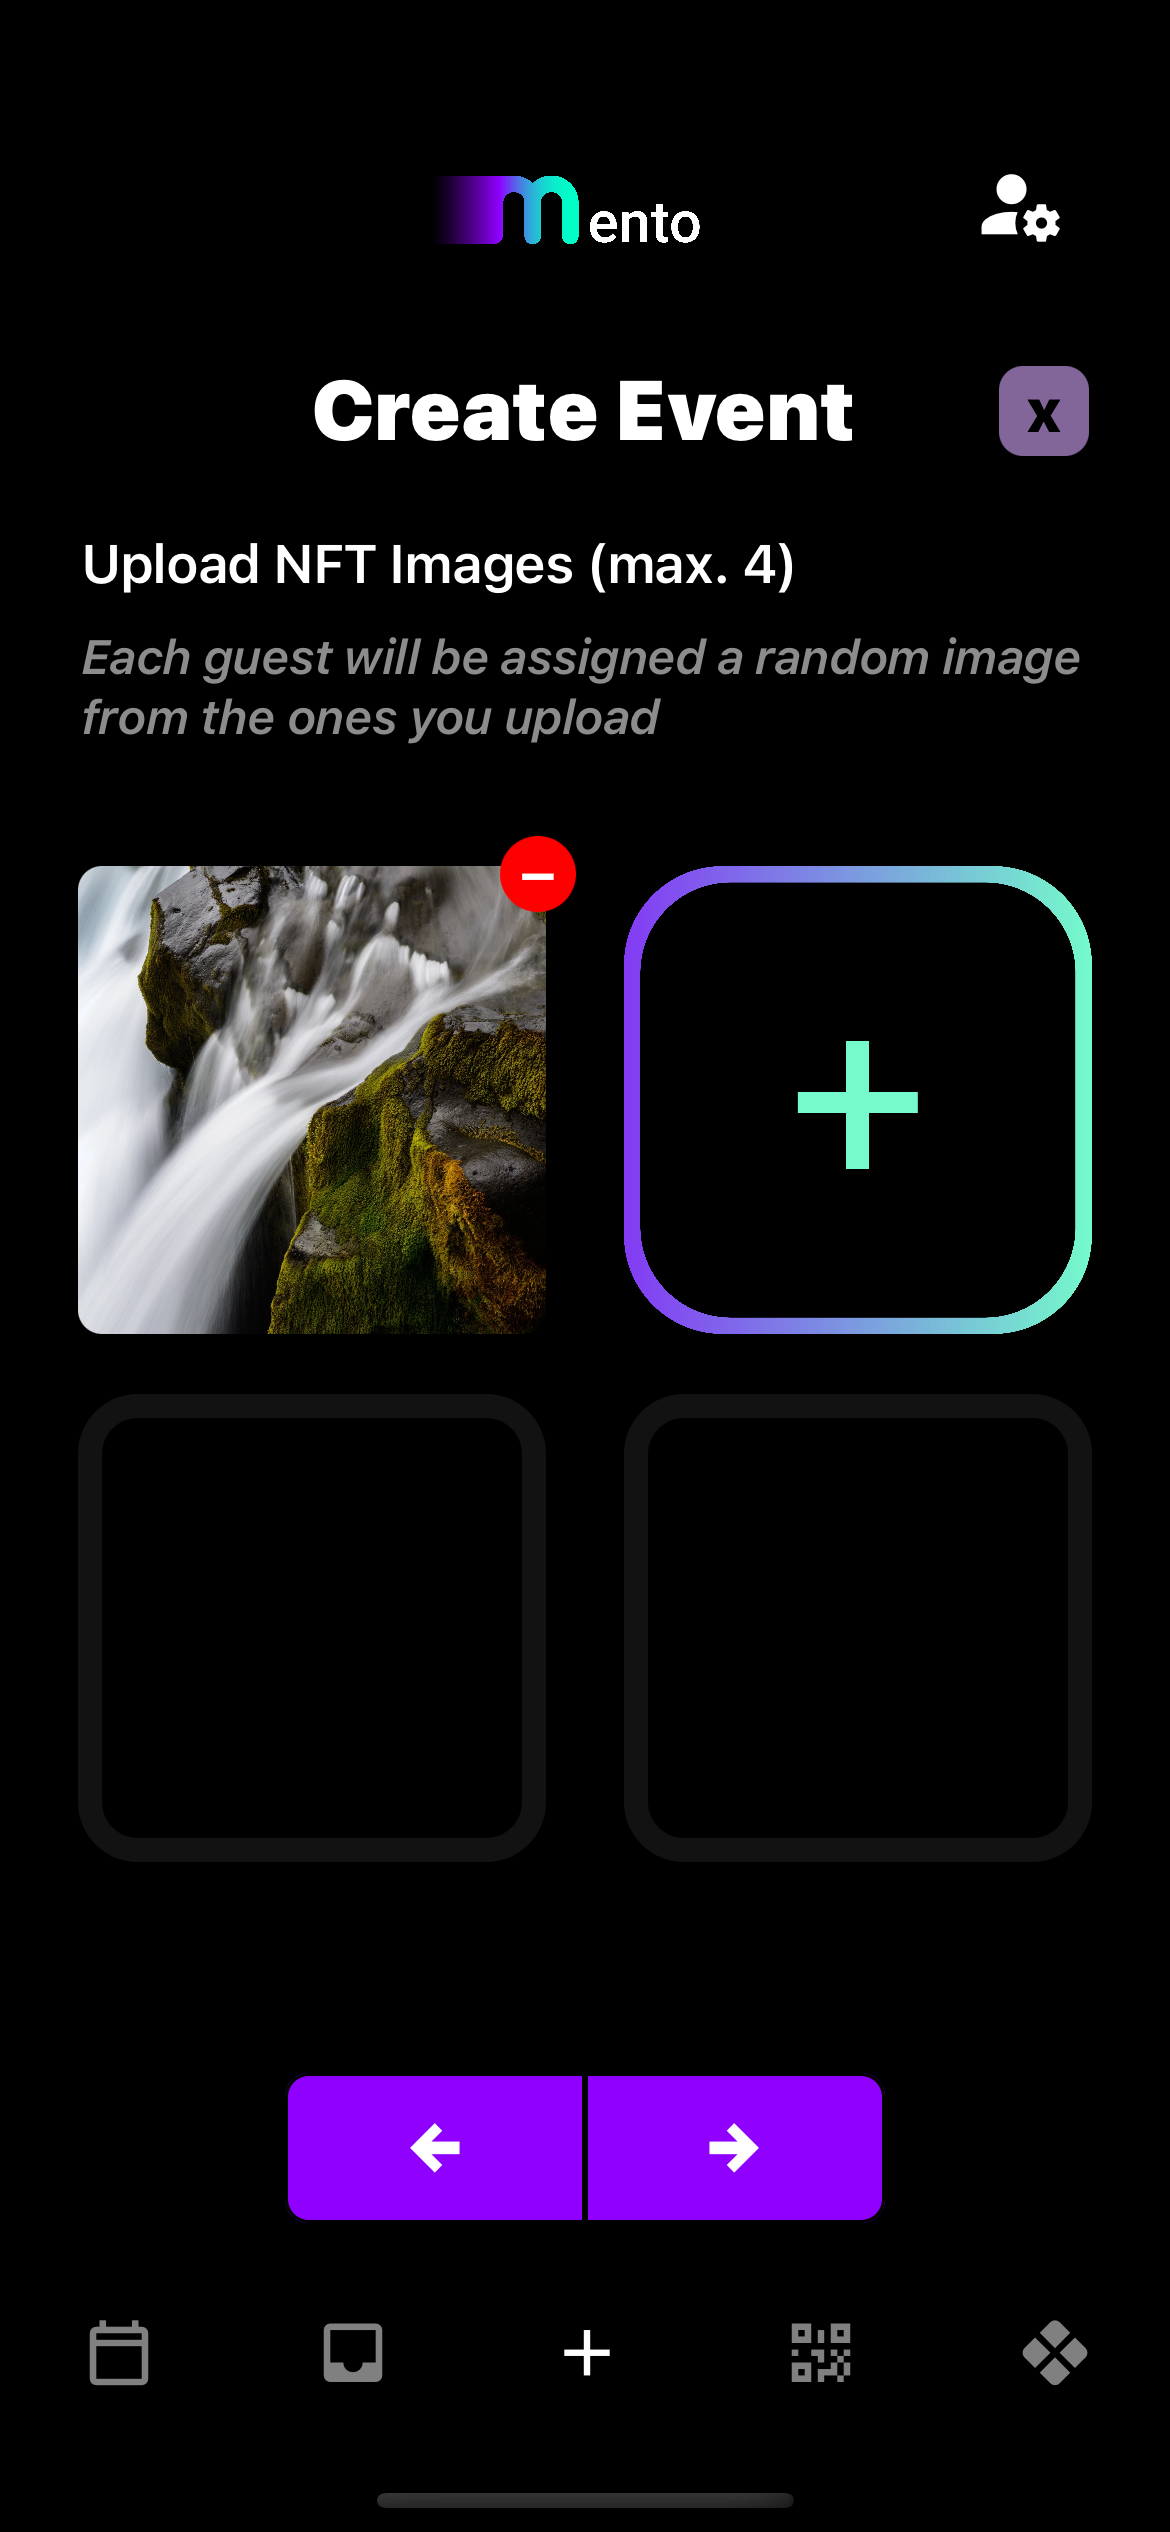 mento
Create Event
x
Upload NFT Images (max. 4)
Each guest will be assigned a random image
from the ones you upload